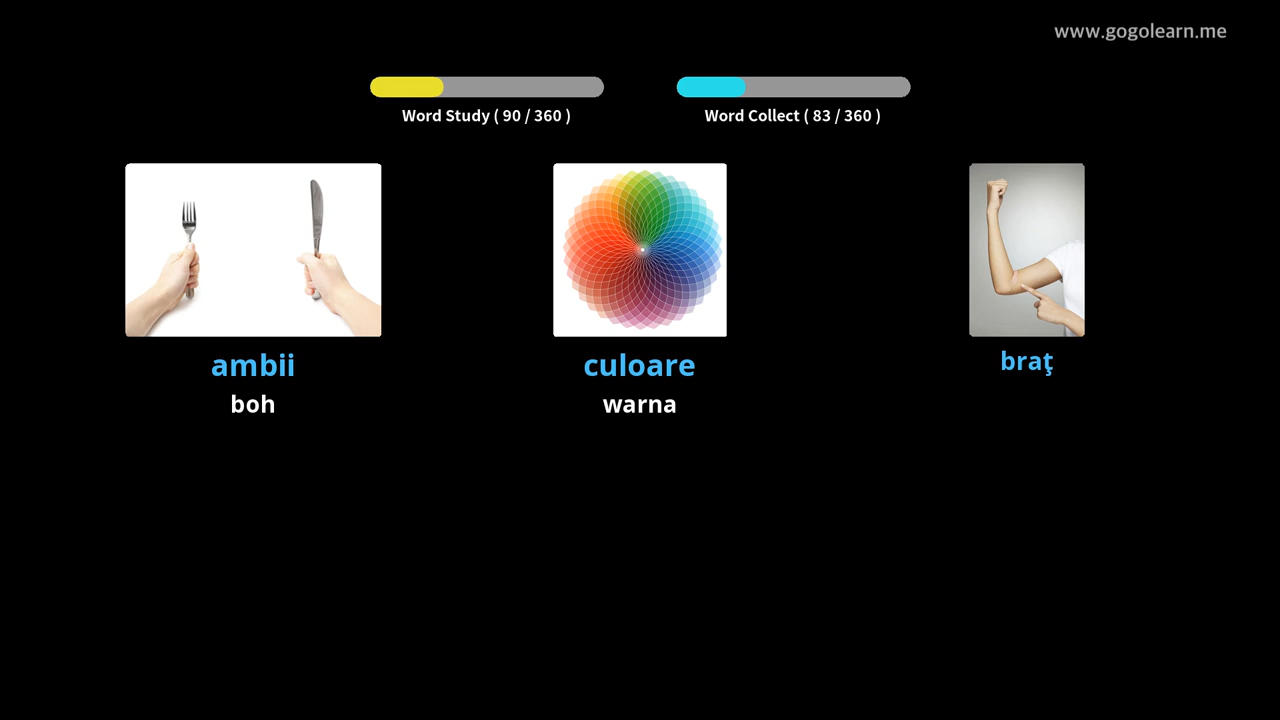 www.gogolearn.me
Word Study ( 90 / 360 )
Word Collect ( 83 / 360 )
ambii
boh
culoare
warna
braţ